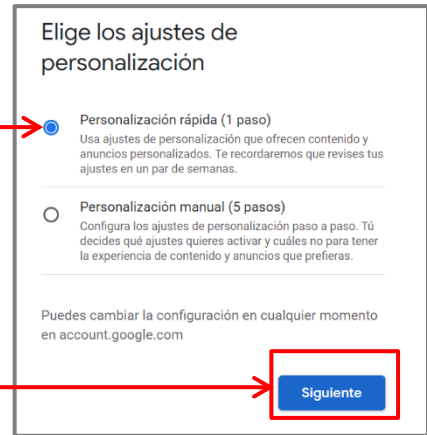 Elige los ajustes de
personalización
Personalización rápida (1 paso)
Usa ajustes de personalización que ofrecen contenido y
anuncios personalizados. Te recordaremos que revises tus
ajustes en un par de semanas.
Personalización manual (5 pasos)
Configura los ajustes de personalización paso a paso. Tú
decides qué ajustes quieres activar y cuáles no para tener
la experiencia de contenido y anuncios que prefieras.
Puedes cambiar la configuración en cualquier momento
en account.google.com
Siguiente